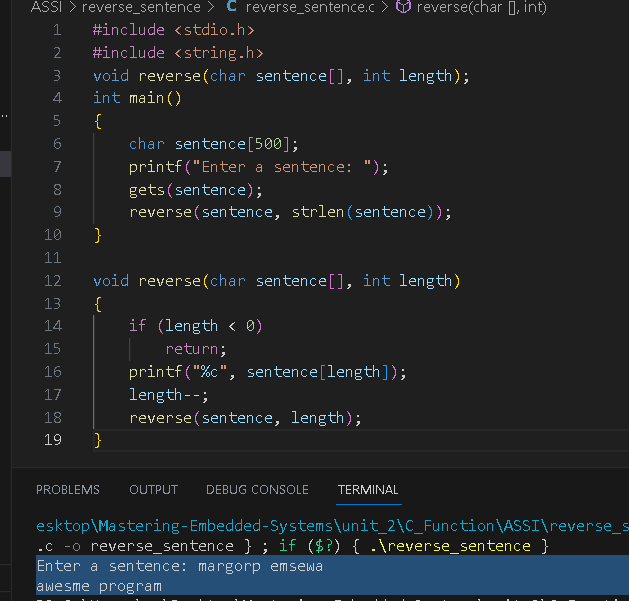 ASSI > reverse_sentence > C reverse_sentence.c > reverse(char [], int)
1 #include <stdio.h>
2 #include <string.h>
3 void reverse(char sentence[], int length);
4 int main()
5 {
6 char sentence[500];
7 printf("Enter a sentence: ");
8 gets(sentence);
9 reverse(sentence, strlen(sentence));
10 }
11
12 void reverse(char sentence[], int length)
13 {
14 if (length < 0)
15 return;
16 printf("%c", sentence[length]);
17 length--;
18 reverse(sentence, length);
19 }
PROBLEMS OUTPUT DEBUG CONSOLE TERMINAL
esktop\Mastering-Embedded-Systems\unit_2\C_Function\ASSI\reverse_s
.c -o reverse_sentence } ; if ($?) { .\reverse_sentence }
Enter a sentence: margorp emsewa
awesme program